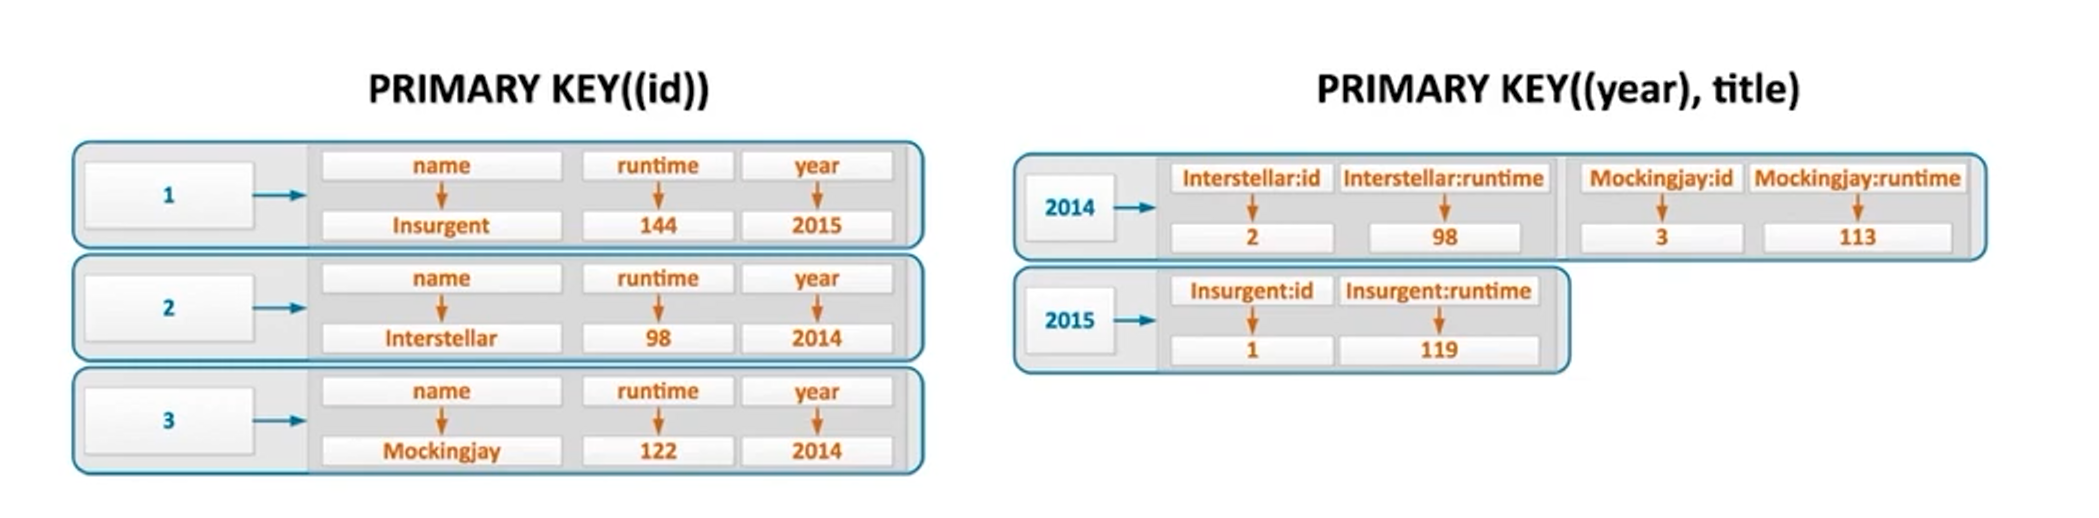 PRIMARY KEY((id))
1
name runtime year
Insurgent 144 2015
2
name runtime year
Interstellar 98 2014
3
name runtime year
Mockingjay 122 2014
PRIMARY KEY((year), title)
2014
Interstellar:id Interstellar:runtime Mockingjay:id Mockingjay:runtime
2 98 3 113
2015
Insurgent:id Insurgent:runtime
1 119